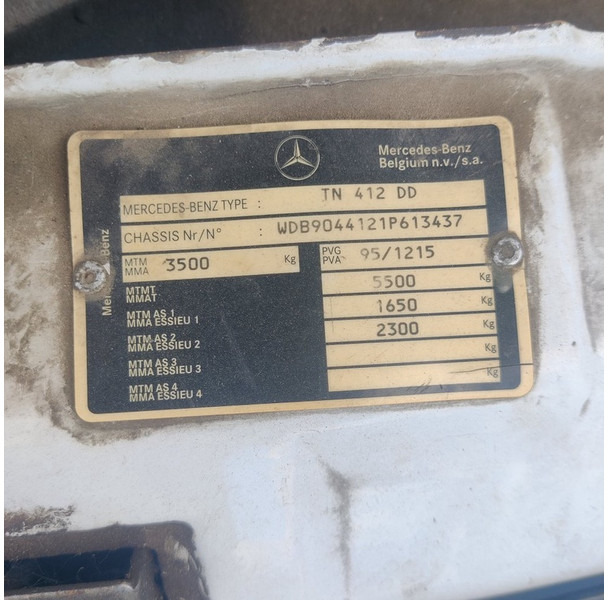 Mercedes-Benz
Belgium n.v./s.a.
MERCEDES-BENZ TYPE : TN 412 DD
CHASSIS Nr/N° : WDB9044121P613437
MTM
MMA 3500 Kg
PVG
PVA 95/1215
MTMT
MMAT 5500 Kg
MTM AS 1
MMA ESSIEU 1 1650 Kg
MTM AS 2
MMA ESSIEU 2 2300 Kg
MTM AS 3
MMA ESSIEU 3 Kg
MTM AS 4
MMA ESSIEU 4 Kg
Benz